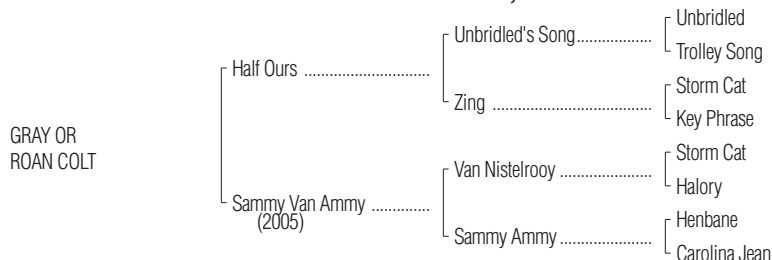 Unbridled
Unbridled's Song..................
Trolley Song
Half Ours ..............................
Storm Cat
Zing ......................................
Key Phrase
GRAY OR
ROAN COLT
Storm Cat
Van Nistelrooy ......................
Halory
Sammy Van Ammy ..............
(2005)
Henbane
Sammy Ammy......................
Carolina Jean